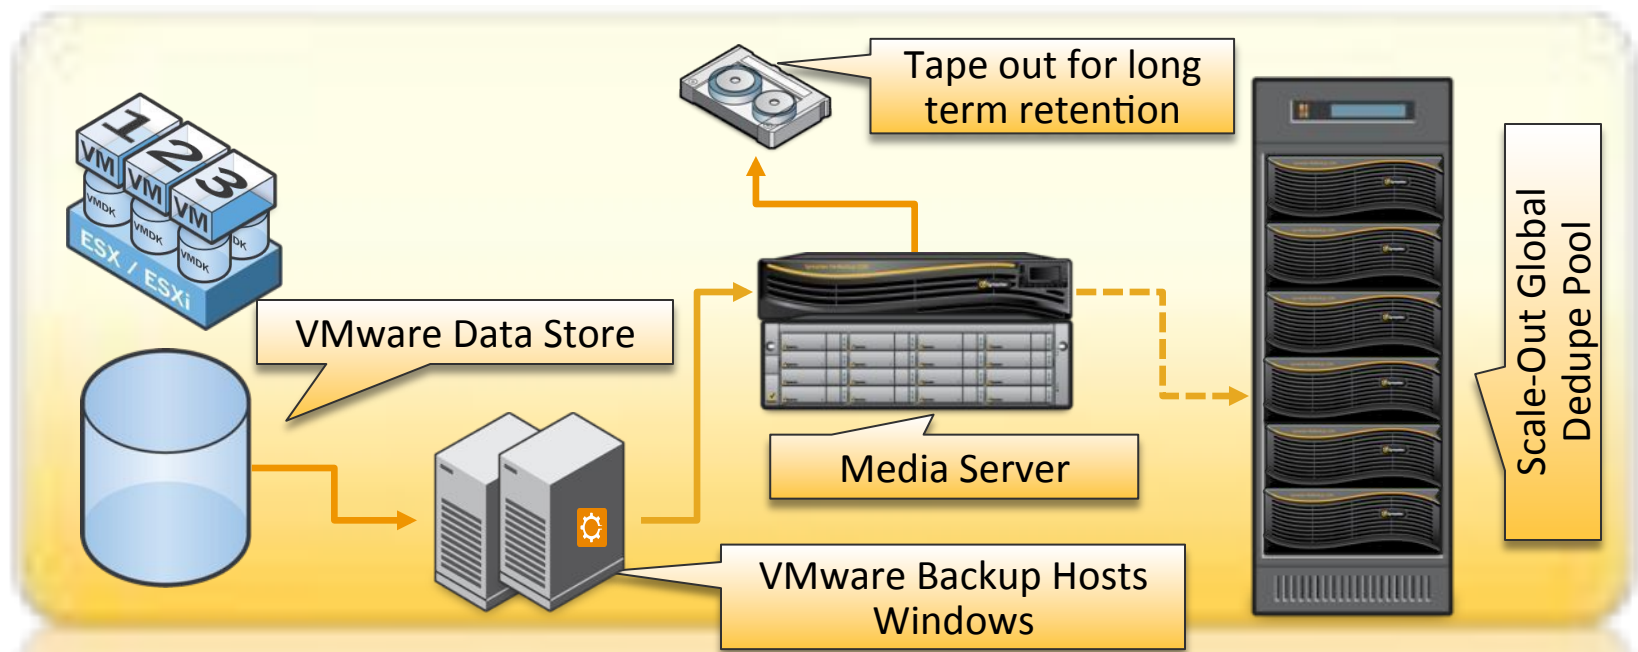 Tape out for long
term retention
1 2 3
VM VM VM
VMDK VMDK VMDK VMDK
ESX / ESXi
VMware Data Store
Media Server
VMware Backup Hosts
Windows
Scale-Out Global
Dedupe Pool